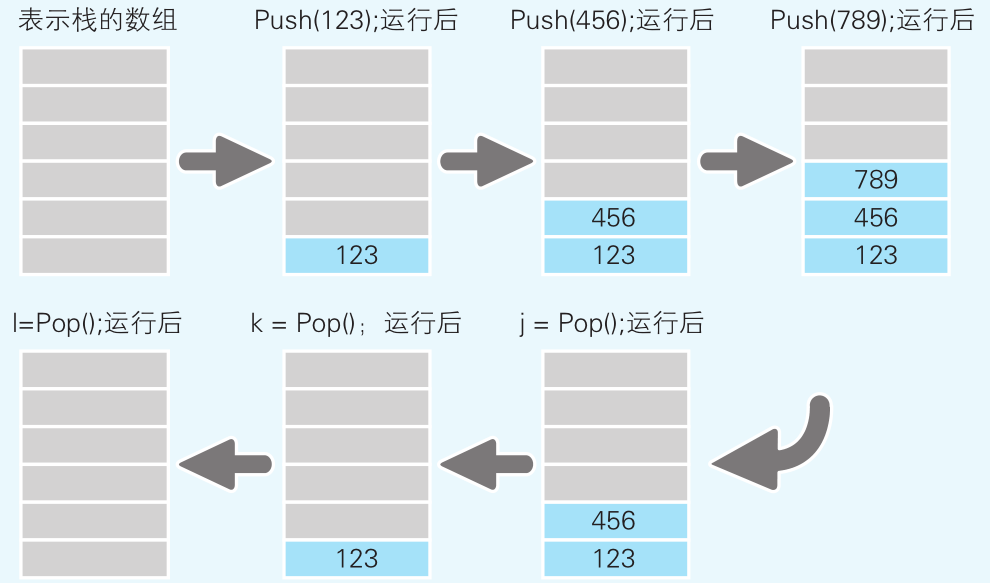 表示栈的数组
Push(123);运行后
Push(456);运行后
Push(789);运行后
789
456
456
123
123
123
l=Pop();运行后
k = Pop()；运行后
j = Pop();运行后
456
123
123